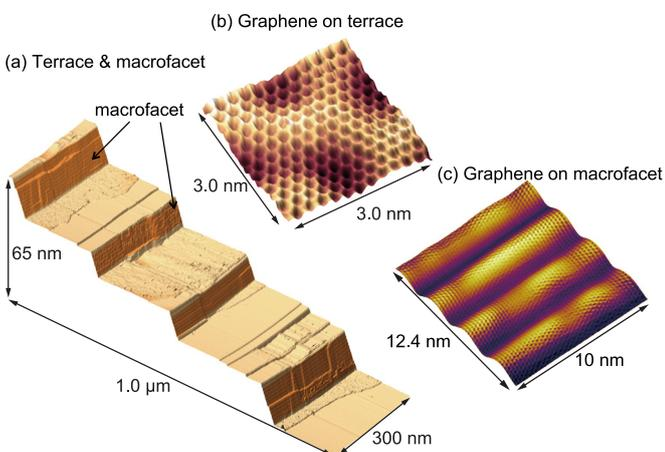 (b) Graphene on terrace
(a) Terrace & macrofacet
macrofacet
3.0 nm
3.0 nm
(c) Graphene on macrofacet
65 nm
12.4 nm
10 nm
1.0 µm
300 nm